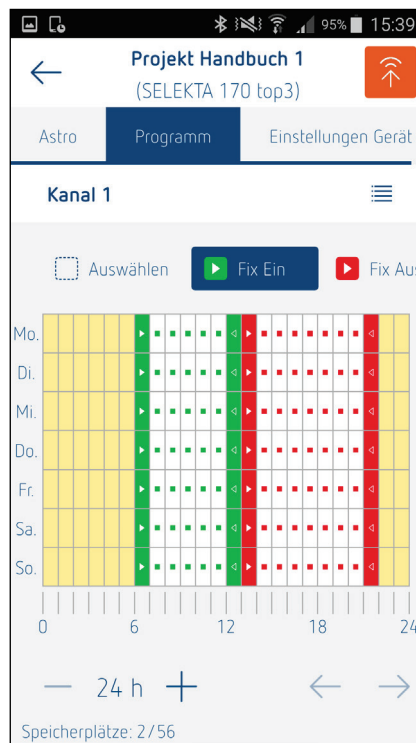 95% 15:39
Projekt Handbuch 1
(SELEKTA 170 top3)
Astro Programm Einstellungen Gerät
Kanal 1
Auswählen Fix Ein Fix Aus
Mo.
Di.
Mi.
Do.
Fr.
Sa.
So.
0 6 12 18 24
24 h
Speicherplätze: 2/56